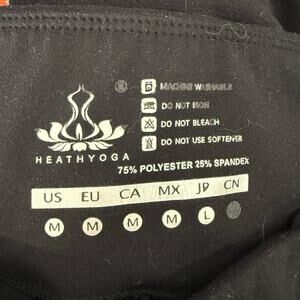 MACHINE WASHABLE
DO NOT IRON
DO NOT BLEACH
DO NOT USE SOFTENER
HEATHYOGA
75% POLYESTER 25% SPANDEX
US EU CA MX JP CN
M M M M L